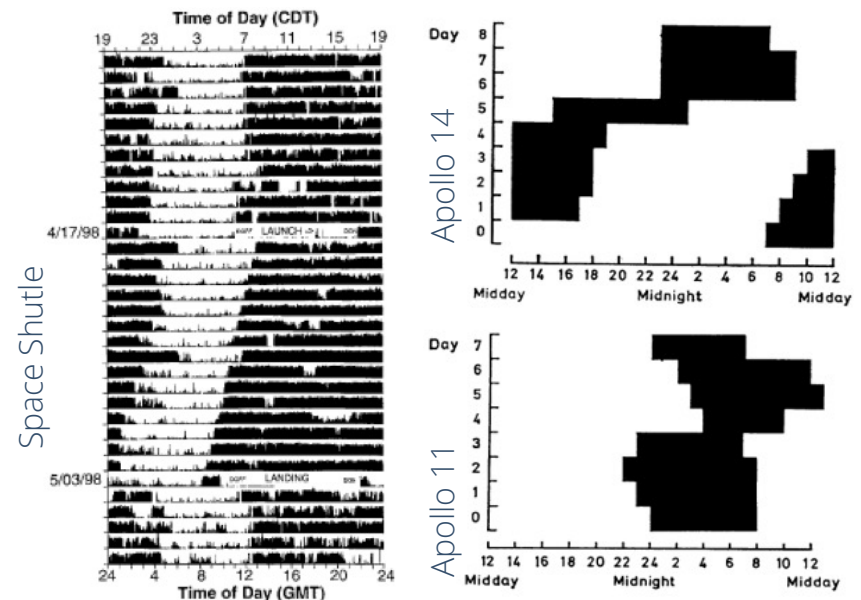 Space Shutle
Time of Day (CDT)
19 23 3 7 11 15 19
4/17/98
LAUNCH
5/03/98
LANDING
24 4 8 12 16 20 24
Time of Day (GMT)
Apollo 14
Day
8
7
6
5
4
3
2
1
0
12 14 16 18 20 22 24 2 4 6 8 10 12
Midday Midnight Midday
Apollo 11
Day
7
6
5
4
3
2
1
0
12 14 16 18 20 22 24 2 4 6 8 10 12
Midday Midnight Midday